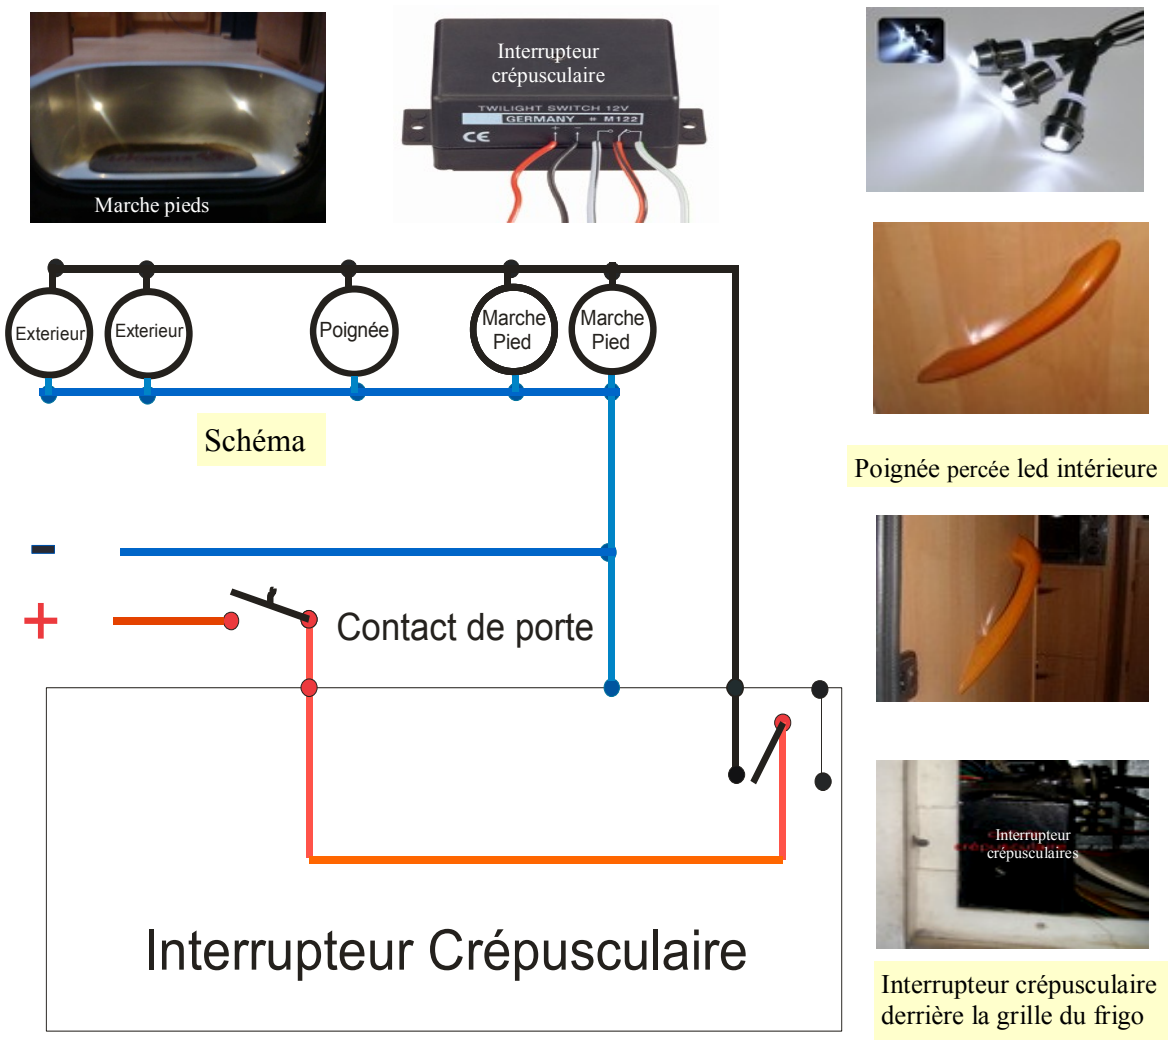 Marche pieds
Interrupteur
crépusculaire
TWILIGHT SWITCH 12V
GERMANY M122
CE
+ -
Exterieur
Exterieur
Poignée
Marche
Pied
Marche
Pied
Schéma
-
+
Contact de porte
Interrupteur Crépusculaire
Poignée percée led intérieure
Interrupteur
crépusculaires
Interrupteur crépusculaire
derrière la grille du frigo